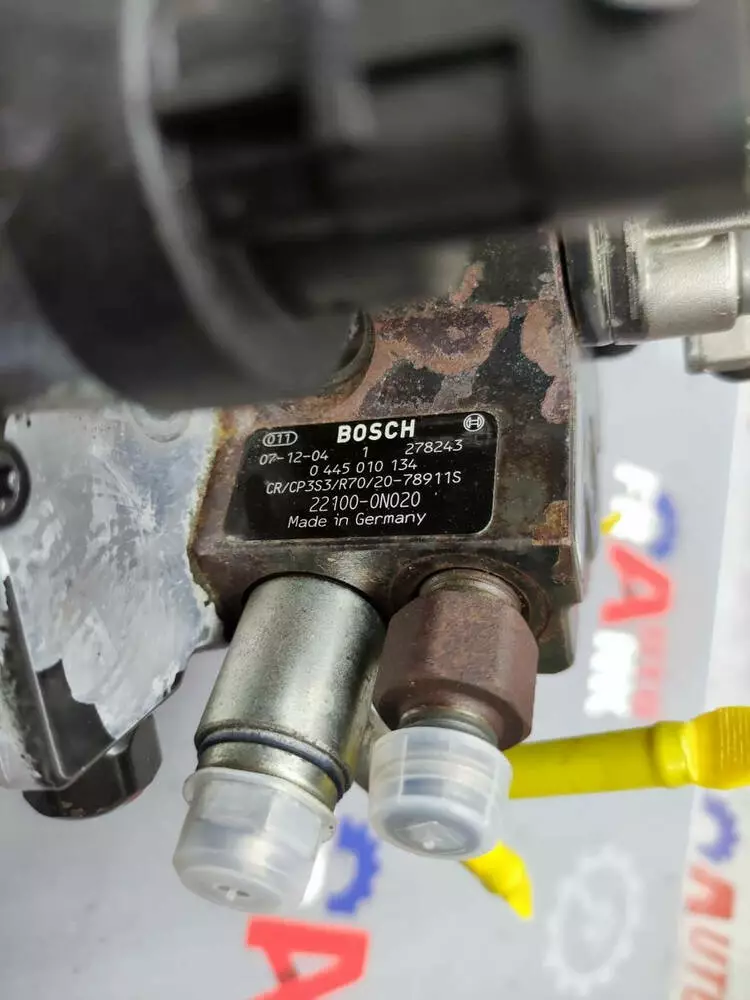 011 BOSCH
07-12-04 1 278243
0 445 010 134
CR/CP3S3/R70/20-78911S
22100-0N020
Made in Germany